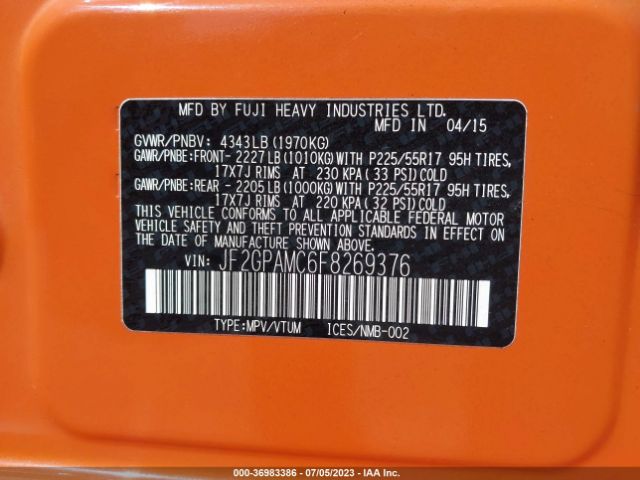 MFD BY FUJI HEAVY INDUSTRIES LTD.
MFD IN 04/15
GVWR/PNBV: 4343LB(1970KG)
GAWR/PNBE:FRONT- 2227LB(1010KG)WITH P225/55R17 95H TIRES,
17X7J RIMS AT 230 KPA(33 PSI)COLD
GAWR/PNBE:REAR - 2205LB(1000KG)WITH P225/55R17 95H TIRES,
17X7J RIMS AT 220 KPA(32 PSI)COLD
THIS VEHICLE CONFORMS TO ALL APPLICABLE FEDERAL MOTOR
VEHICLE SAFETY AND THEFT PREVENTION STANDARDS IN EFFECT
ON THE DATE OF MANUFACTURE SHOWN ABOVE.
VIN: JF2GPAMC6F8269376
TYPE:MPV/VTUM ICES/NMB-002
000-36983386 - 07/05/2023 - IAA Inc.